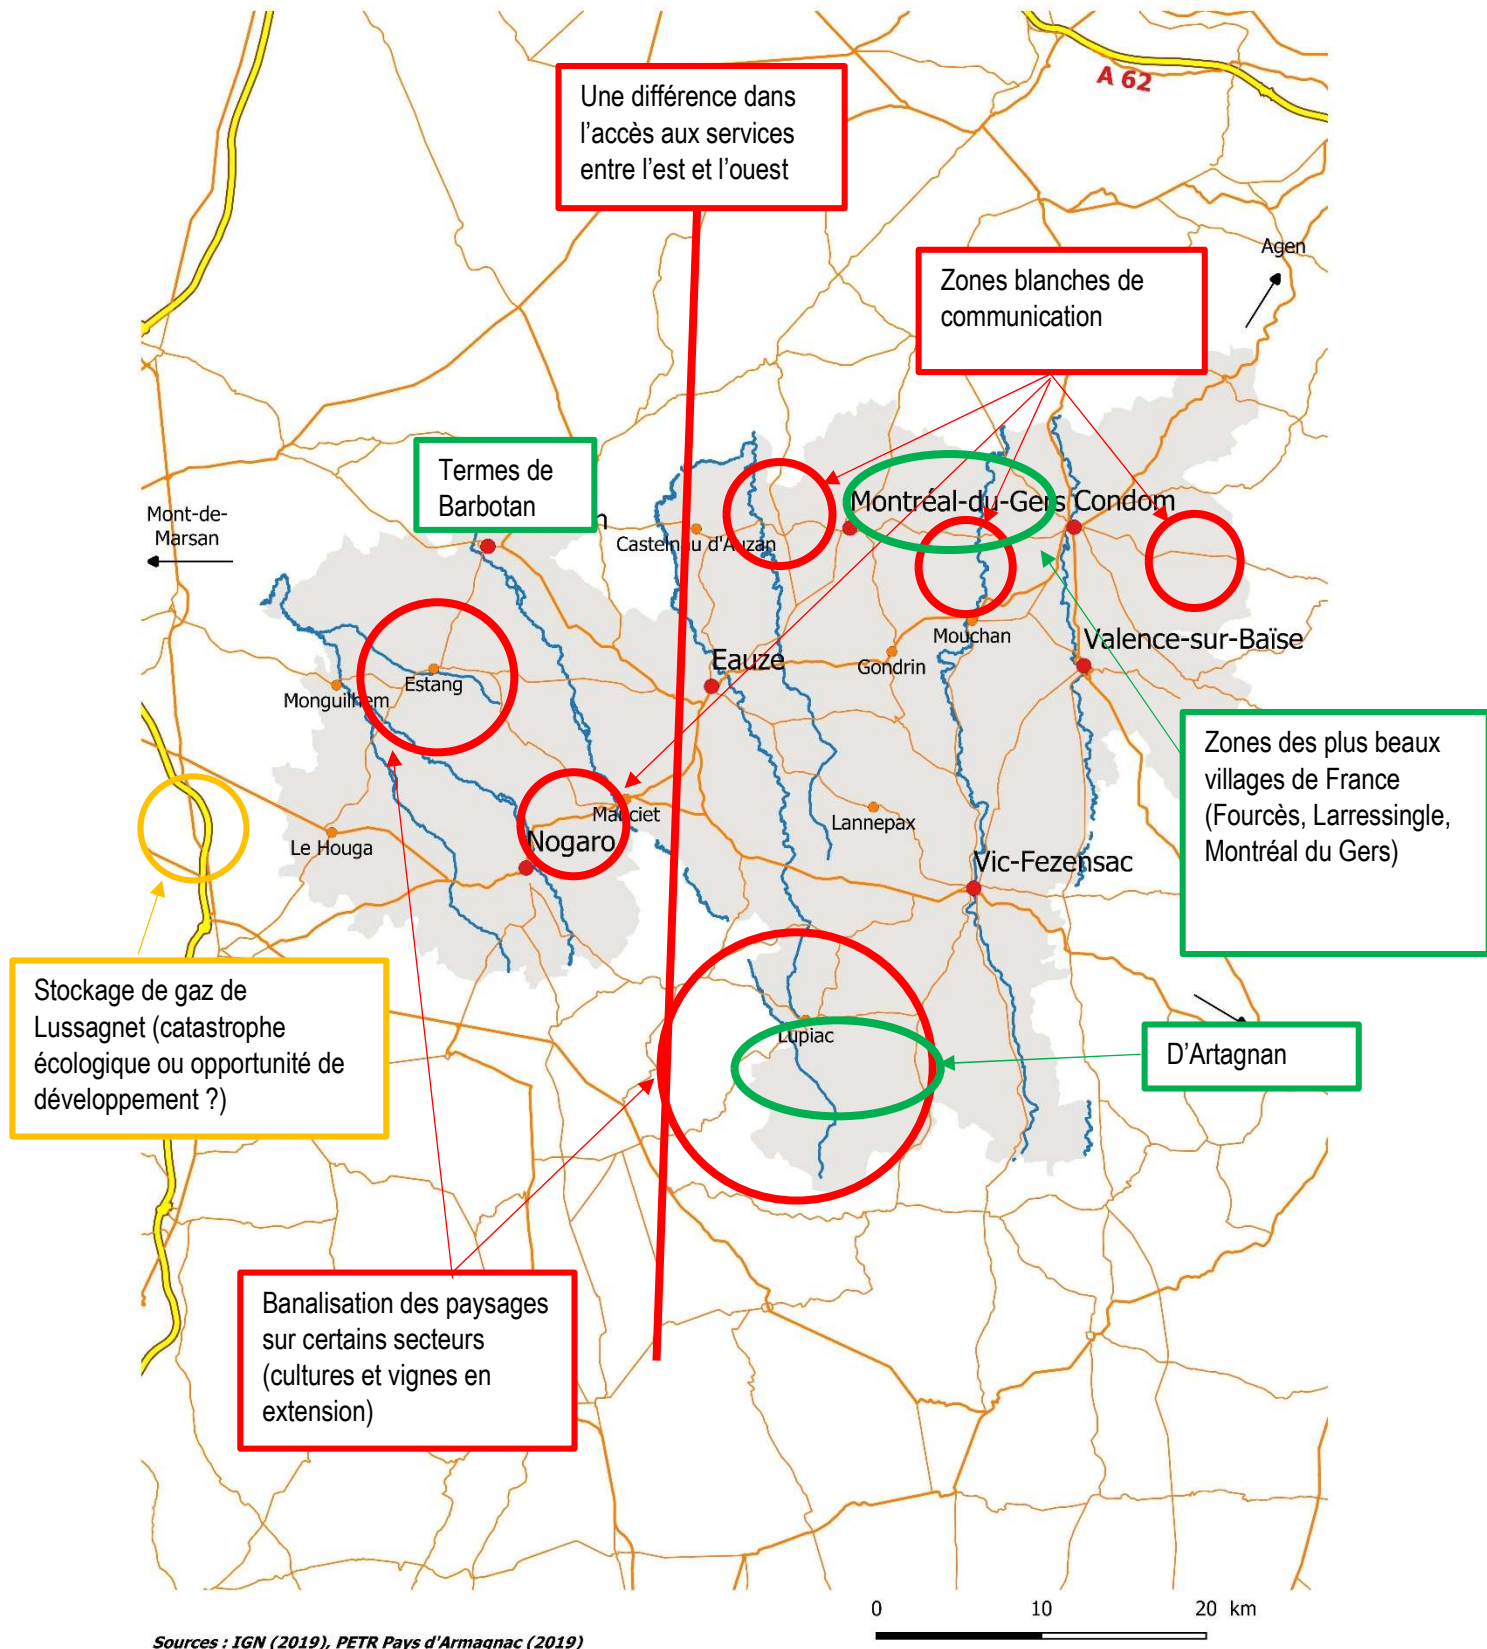 A 62
Une différence dans
l'accès aux services
entre l'est et l'ouest
Agen
Zones blanches de
communication
Termes de
Barbotan
n
Mont-de-
Marsan
Montréal-du-Gers
Condom
Castelnau d'Auzan
Mouchan
Valence-sur-Baïse
Eauze
Gondrin
Estang
Monguilhem
Zones des plus beaux
villages de France
(Fourcès, Larressingle,
Montréal du Gers)
Manciet
Lannepax
Le Houga
Nogaro
Vic-Fezensac
Stockage de gaz de
Lussagnet (catastrophe
écologique ou opportunité de
développement ?)
Lupiac
D'Artagnan
Banalisation des paysages
sur certains secteurs
(cultures et vignes en
extension)
0 10 20 km
Sources : IGN (2019), PETR Pays d'Armagnac (2019)